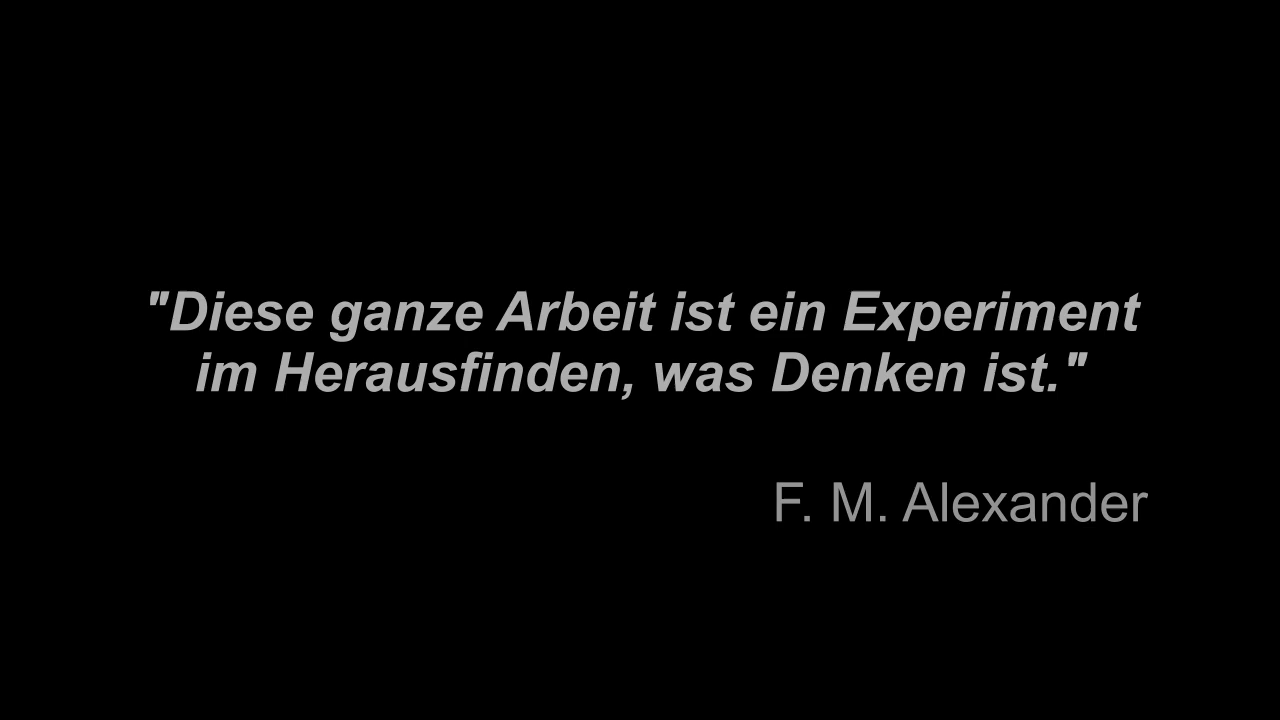 "Diese ganze Arbeit ist ein Experiment
im Herausfinden, was Denken ist."
F. M. Alexander